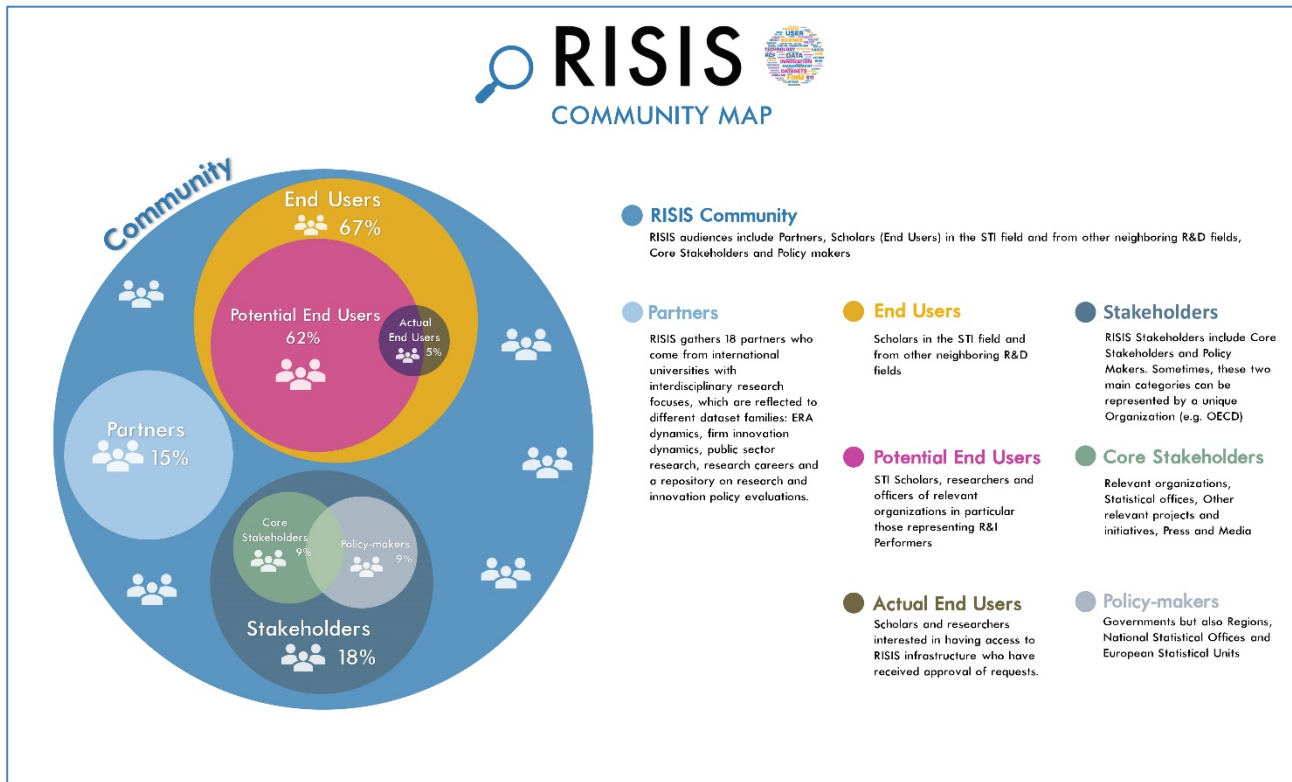 RISIS
COMMUNITY MAP
USER
SCIENCE
TECHNOLOGY
DATA
RCF
INNOVATION
DATASETS
FIRM
STI
Community
End Users
67%
Potential End Users
62%
Actual
End Users
5%
Partners
15%
Core
Stakeholders
9%
Policy-makers
9%
Stakeholders
18%
RISIS Community
RISIS audiences include Partners, Scholars (End Users) in the STI field and from other neighboring R&D fields,
Core Stakeholders and Policy makers
Partners
RISIS gathers 18 partners who
come from international
universities with
interdisciplinary research
focuses, which are reflected to
different dataset families: ERA
dynamics, firm innovation
dynamics, public sector
research, research careers and
a repository on research and
innovation policy evaluations.
End Users
Scholars in the STI field and
from other neighboring R&D
fields
Stakeholders
RISIS Stakeholders include Core
Stakeholders and Policy
Makers. Sometimes, these two
main categories can be
represented by a unique
Organization (e.g. OECD)
Potential End Users
STI Scholars, researchers and
officers of relevant
organizations in particular
those representing R&I
Performers
Core Stakeholders
Relevant organizations,
Statistical offices, Other
relevant projects and
initiatives, Press and Media
Actual End Users
Scholars and researchers
interested in having access to
RISIS infrastructure who have
received approval of requests.
Policy-makers
Governments but also Regions,
National Statistical Offices and
European Statistical Units